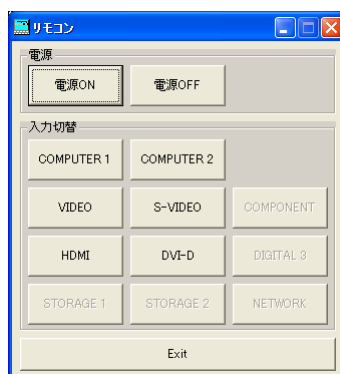 リモコン
電源
電源ON 電源OFF
入力切替
COMPUTER 1 COMPUTER 2
VIDEO S-VIDEO COMPONENT
HDMI DVI-D DIGITAL 3
STORAGE 1 STORAGE 2 NETWORK
Exit